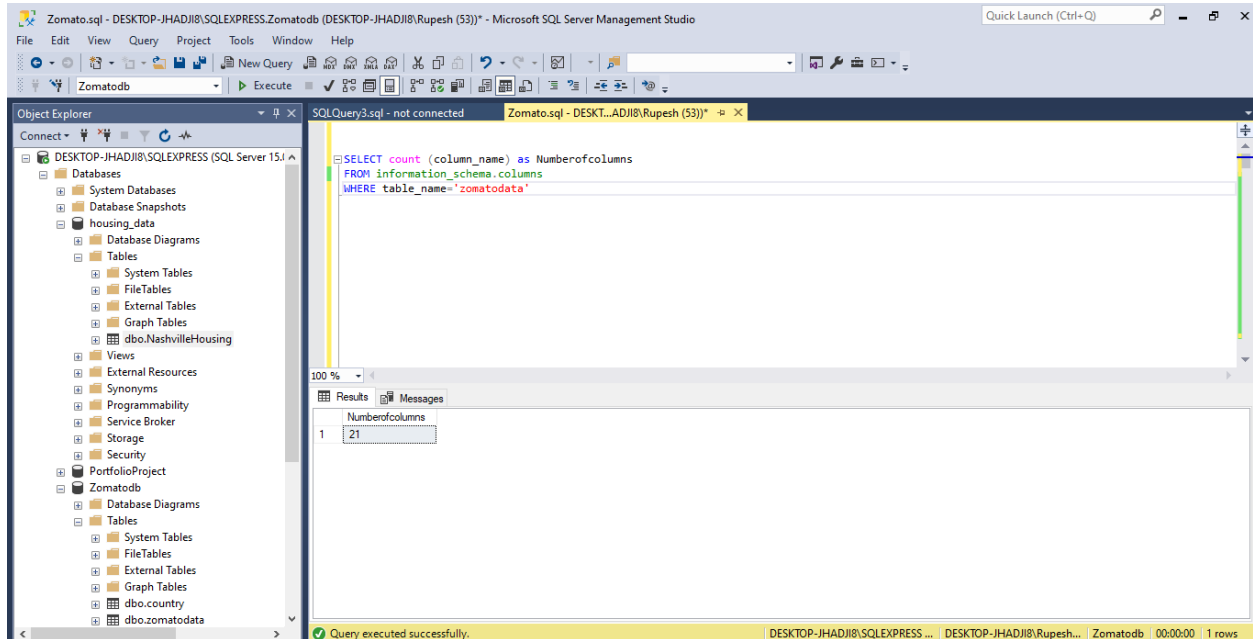 Zomato.sql - DESKTOP-JHADJI8\SQLEXPRESS.Zomatodb (DESKTOP-JHADJI8\Rupesh (53))* - Microsoft SQL Server Management Studio
Quick Launch (Ctrl+Q)
File Edit View Query Project Tools Window Help
New Query
MDX DMX XMLA DAX
Zomatodb
Execute
Object Explorer
SQLQuery3.sql - not connected
Zomato.sql - DESKT...ADJI8\Rupesh (53))*
Connect
DESKTOP-JHADJI8\SQLEXPRESS (SQL Server 15.
Databases
System Databases
Database Snapshots
housing_data
Database Diagrams
Tables
System Tables
FileTables
External Tables
Graph Tables
dbo.NashvilleHousing
Views
External Resources
Synonyms
Programmability
Service Broker
Storage
Security
PortfolioProject
Zomatodb
Database Diagrams
Tables
System Tables
FileTables
External Tables
Graph Tables
dbo.country
dbo.zomatodata
SELECT count (column_name) as Numberofcolumns
FROM information_schema.columns
WHERE table_name='zomatodata'
100 %
Results Messages
Numberofcolumns
1 21
Query executed successfully.
DESKTOP-JHADJI8\SQLEXPRESS ... DESKTOP-JHADJI8\Rupesh... Zomatodb 00:00:00 1 rows